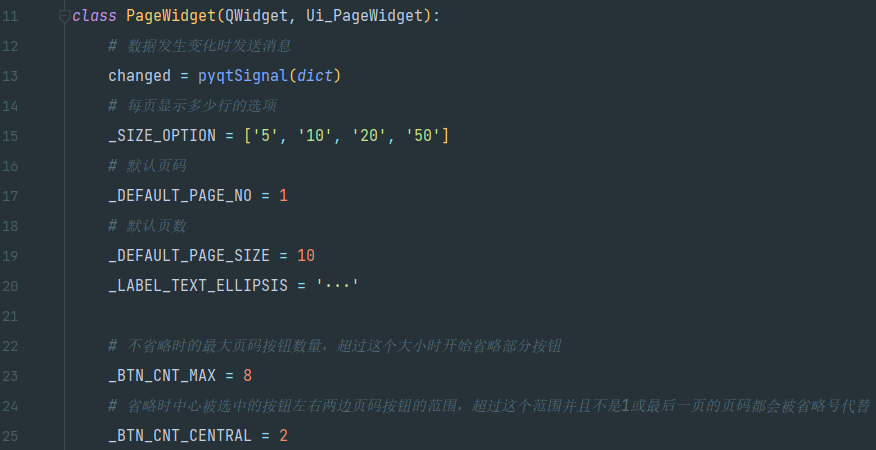 11 class PageWidget(QWidget, Ui_PageWidget):
12 # 数据发生变化时发送消息
13 changed = pyqtSignal(dict)
14 # 每页显示多少行的选项
15 _SIZE_OPTION = ['5', '10', '20', '50']
16 # 默认页码
17 _DEFAULT_PAGE_NO = 1
18 # 默认页数
19 _DEFAULT_PAGE_SIZE = 10
20 _LABEL_TEXT_ELLIPSIS = '···'
21
22 # 不省略时的最大页码按钮数量，超过这个大小时开始省略部分按钮
23 _BTN_CNT_MAX = 8
24 # 省略时中心被选中的按钮左右两边页码按钮的范围，超过这个范围并且不是1或最后一页的页码都会被省略号代替
25 _BTN_CNT_CENTRAL = 2